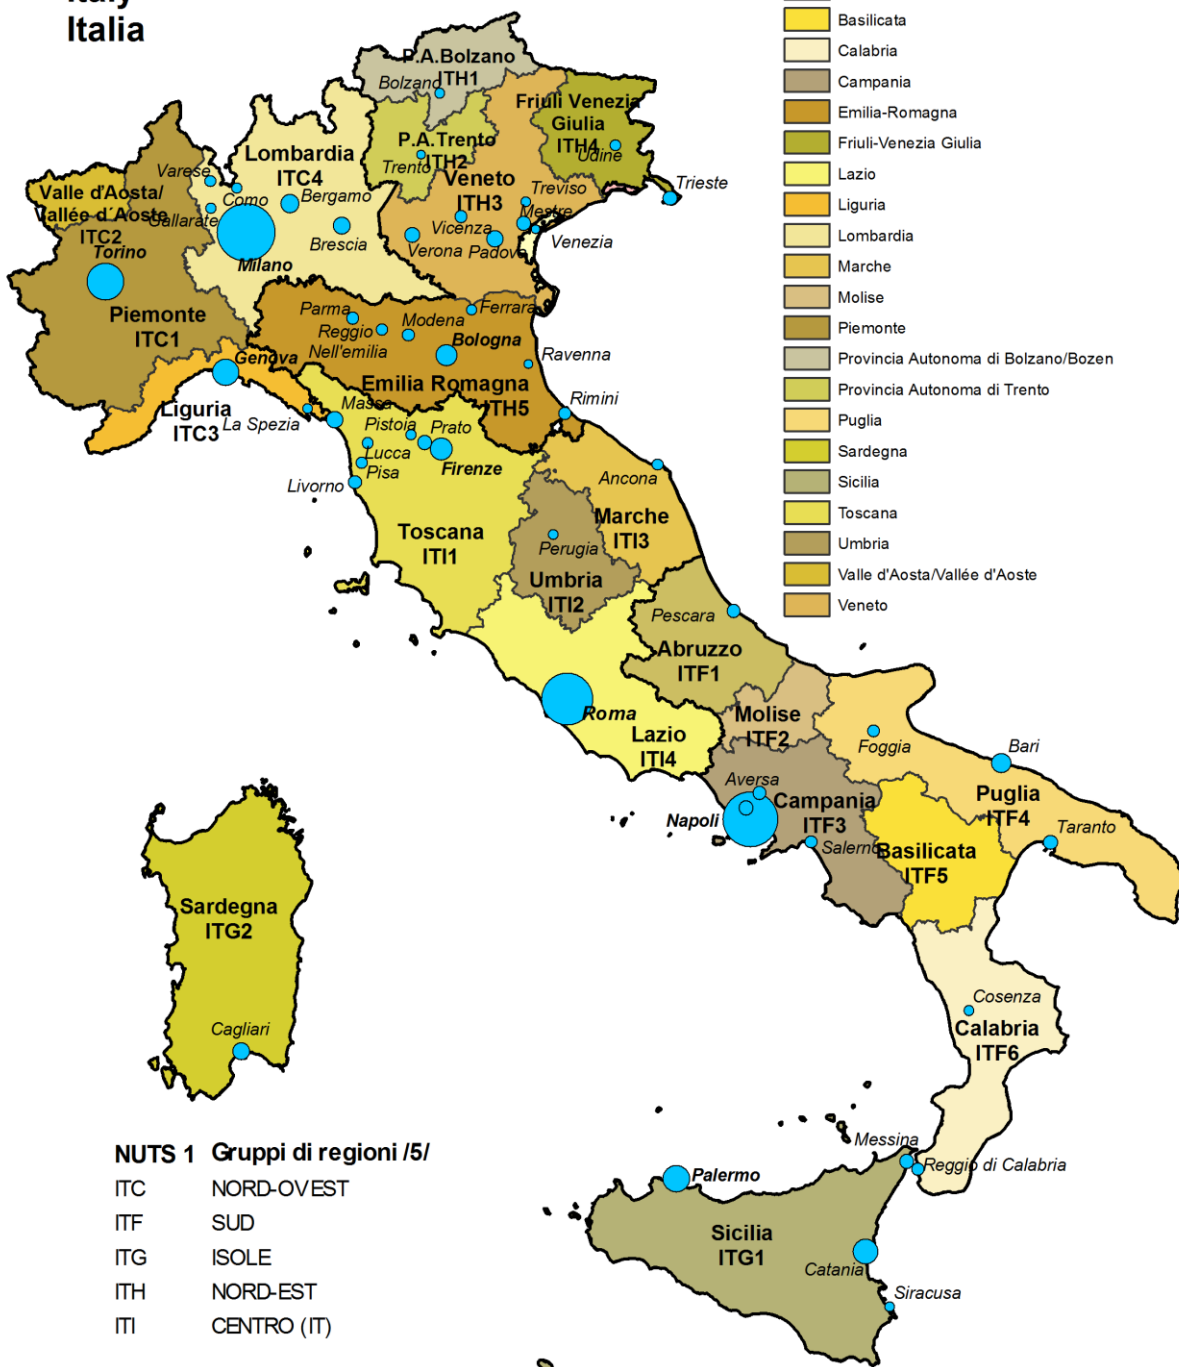 Italy
Italia
Basilicata
Calabria
Campania
Emilia-Romagna
Friuli-Venezia Giulia
Lazio
Liguria
Lombardia
Marche
Molise
Piemonte
Provincia Autonoma di Bolzano/Bozen
Provincia Autonoma di Trento
Puglia
Sardegna
Sicilia
Toscana
Umbria
Valle d'Aosta/Vallée d'Aoste
Veneto
P.A.Bolzano
ITH1
Bolzano
Friuli Venezia
Giulia
ITH4
Udine
P.A.Trento
ITH2
Trento
Lombardia
ITC4
Varese
Como
Bergamo
Gallarate
Brescia
Milano
Valle d'Aosta/
Vallée d'Aoste
ITC2
Torino
Piemonte
ITC1
Veneto
ITH3
Treviso
Trieste
Mestre
Vicenza
Venezia
Verona
Padova
Parma
Reggio
Nell'emilia
Modena
Ferrara
Bologna
Ravenna
Emilia Romagna
ITH5
Rimini
Genova
Liguria
ITC3
La Spezia
Massa
Pistoia
Prato
Lucca
Firenze
Pisa
Livorno
Toscana
ITI1
Ancona
Marche
ITI3
Perugia
Umbria
ITI2
Pescara
Abruzzo
ITF1
Roma
Lazio
ITI4
Molise
ITF2
Foggia
Bari
Aversa
Campania
ITF3
Napoli
Salerno
Puglia
ITF4
Taranto
Basilicata
ITF5
Sardegna
ITG2
Cagliari
Cosenza
Calabria
ITF6
Messina
Reggio di Calabria
Palermo
Sicilia
ITG1
Catania
Siracusa
NUTS 1 Gruppi di regioni /5/
ITC NORD-OVEST
ITF SUD
ITG ISOLE
ITH NORD-EST
ITI CENTRO (IT)